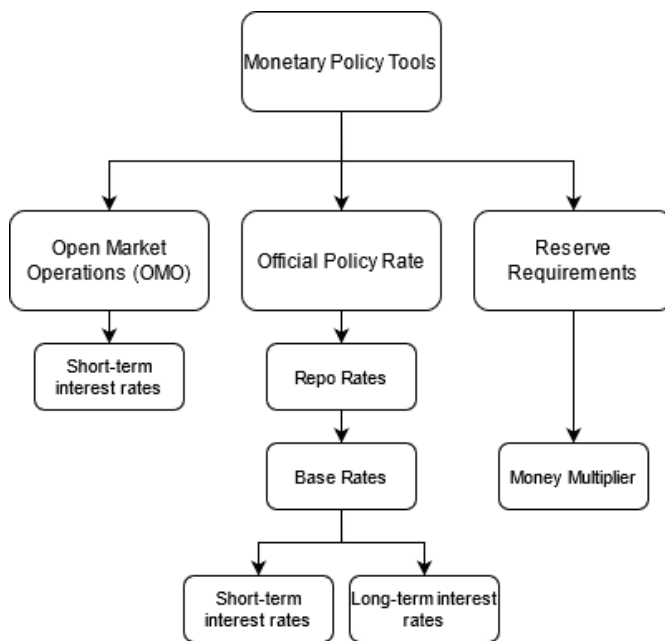 Monetary Policy Tools
Open Market
Operations (OMO)
Official Policy Rate
Reserve
Requirements
Short-term
interest rates
Repo Rates
Base Rates
Money Multiplier
Short-term
interest rates
Long-term interest
rates